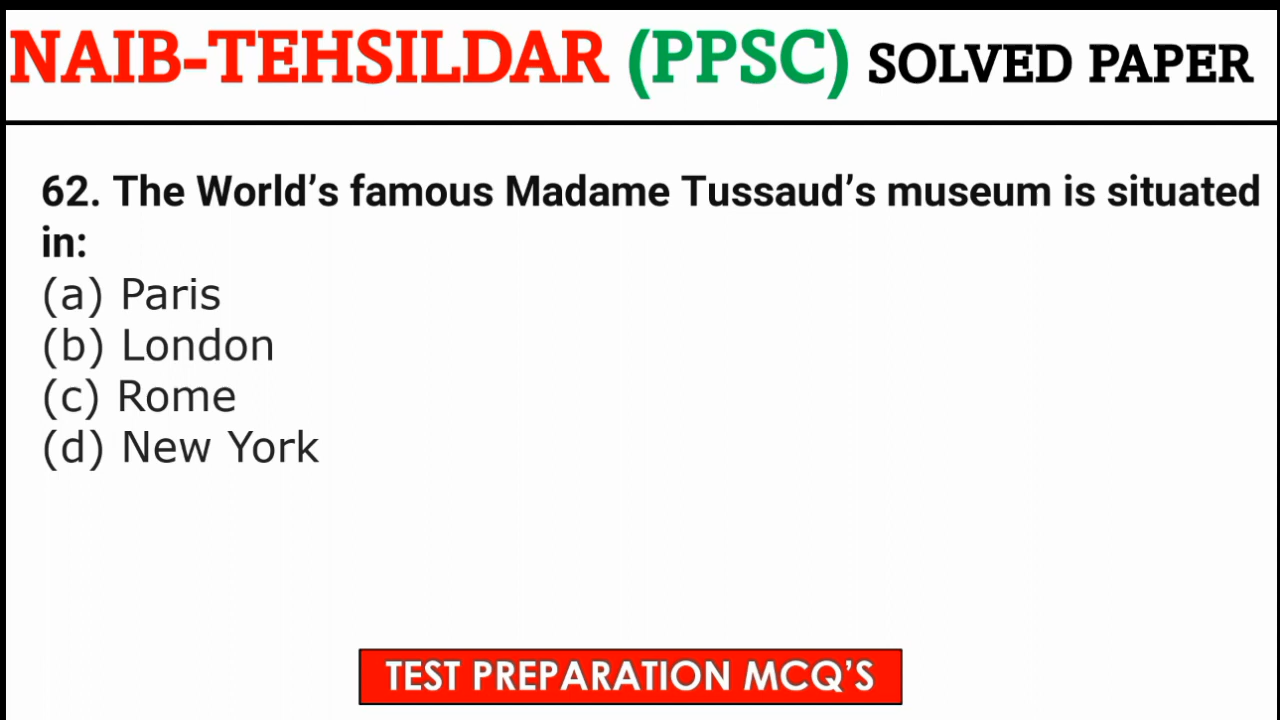 NAIB-TEHSILDAR (PPSC) SOLVED PAPER
62. The World’s famous Madame Tussaud’s museum is situated
in:
(a) Paris
(b) London
(c) Rome
(d) New York
TEST PREPARATION MCQ’S